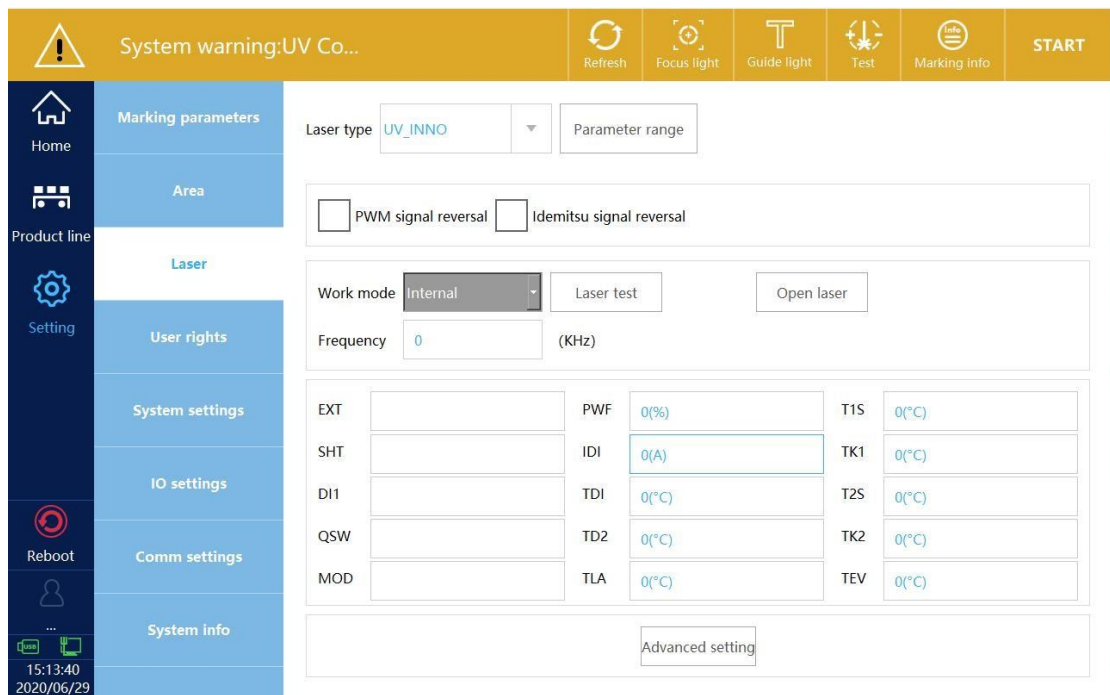 System warning:UV Co...
Refresh
Focus light
Guide light
Test
Info
Marking info
START
Home
Product line
Setting
Reboot
...
USB
15:13:40
2020/06/29
Marking parameters
Area
Laser
User rights
System settings
IO settings
Comm settings
System info
Laser type UV_INNO Parameter range
PWM signal reversal Idemitsu signal reversal
Work mode Internal Laser test Open laser
Frequency 0 (KHz)
EXT PWF 0(%) T1S 0(°C)
SHT IDI 0(A) TK1 0(°C)
DI1 TDI 0(°C) T2S 0(°C)
QSW TD2 0(°C) TK2 0(°C)
MOD TLA 0(°C) TEV 0(°C)
Advanced setting